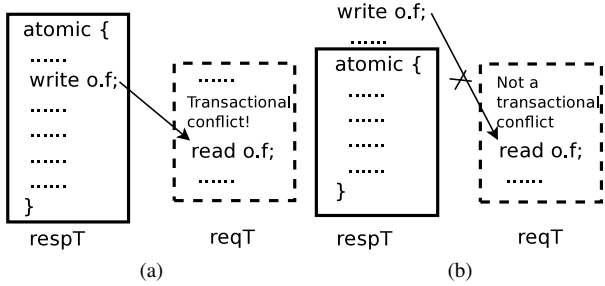 atomic {
......
write o.f;
......
......
......
......
}
respT
......
Transactional
conflict!
read o.f;
......
reqT
(a)
write o.f;
......
atomic {
......
......
......
......
}
respT
Not a
transactional
conflict
read o.f;
......
reqT
(b)